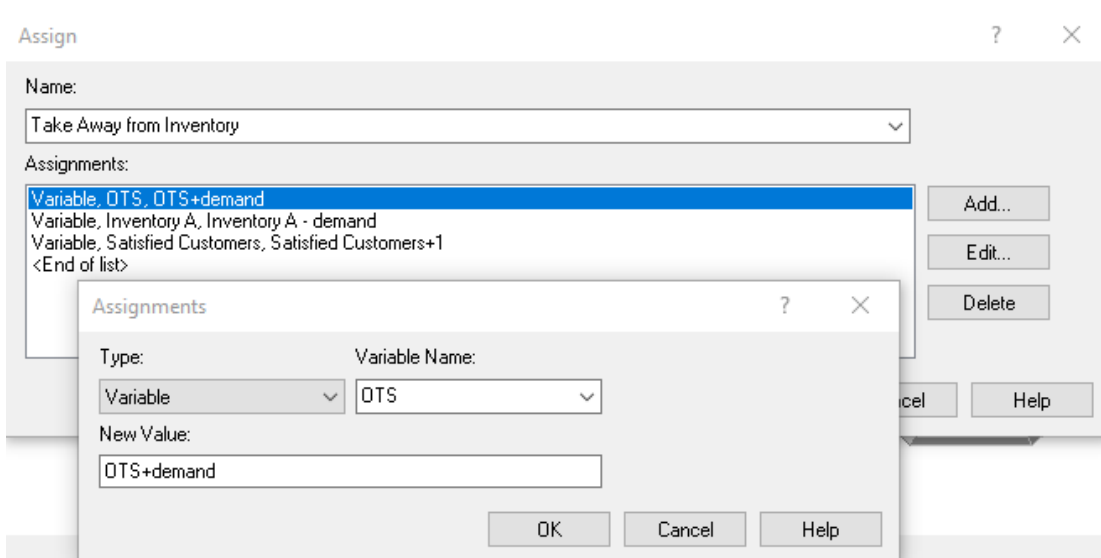 Assign
?
Name:
Take Away from Inventory
Assignments:
Variable, OTS, OTS+demand
Variable, Inventory A, Inventory A - demand
Variable, Satisfied Customers, Satisfied Customers+1
<End of list>
Add...
Edit...
Delete
Help
Assignments
?
Type:
Variable Name:
Variable
OTS
New Value:
OTS+demand
OK
Cancel
Help